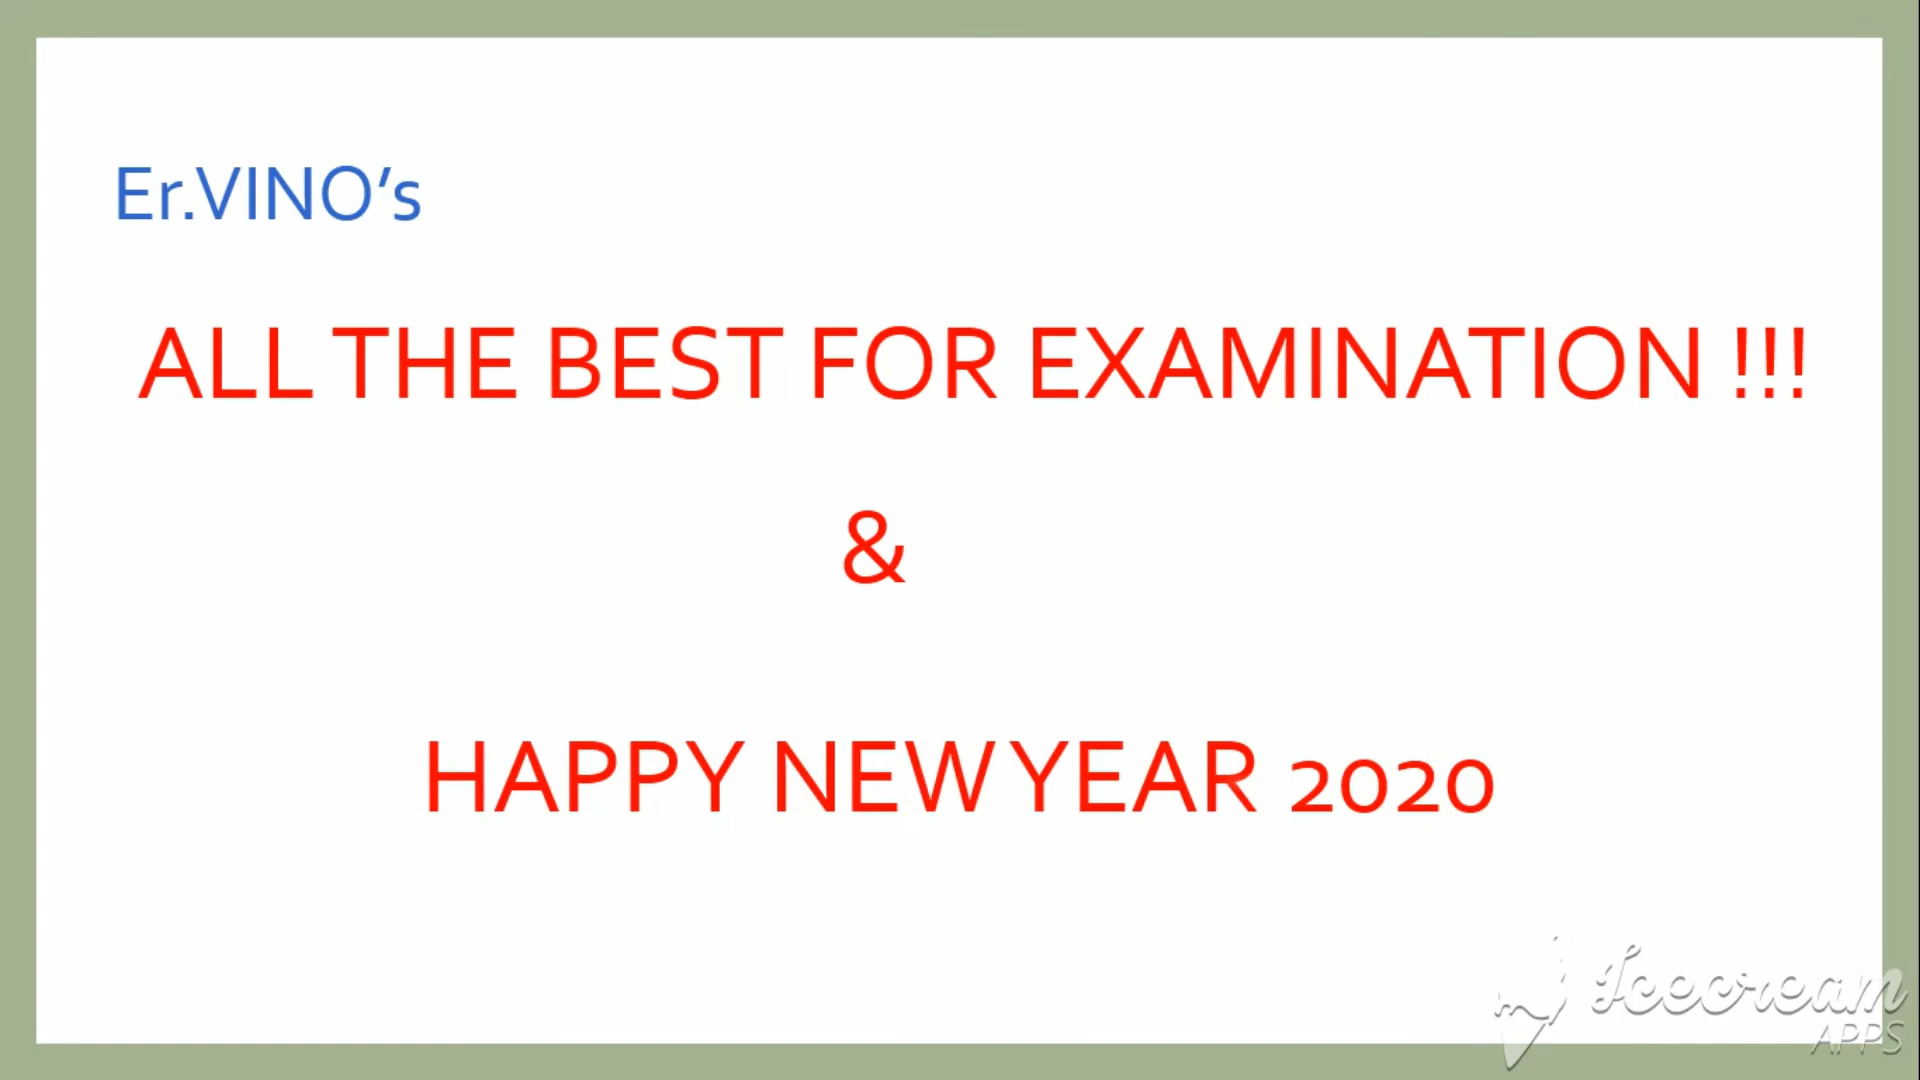 Er.VINO’s
ALL THE BEST FOR EXAMINATION !!!
&
HAPPY NEW YEAR 2020
Icecream
APPS